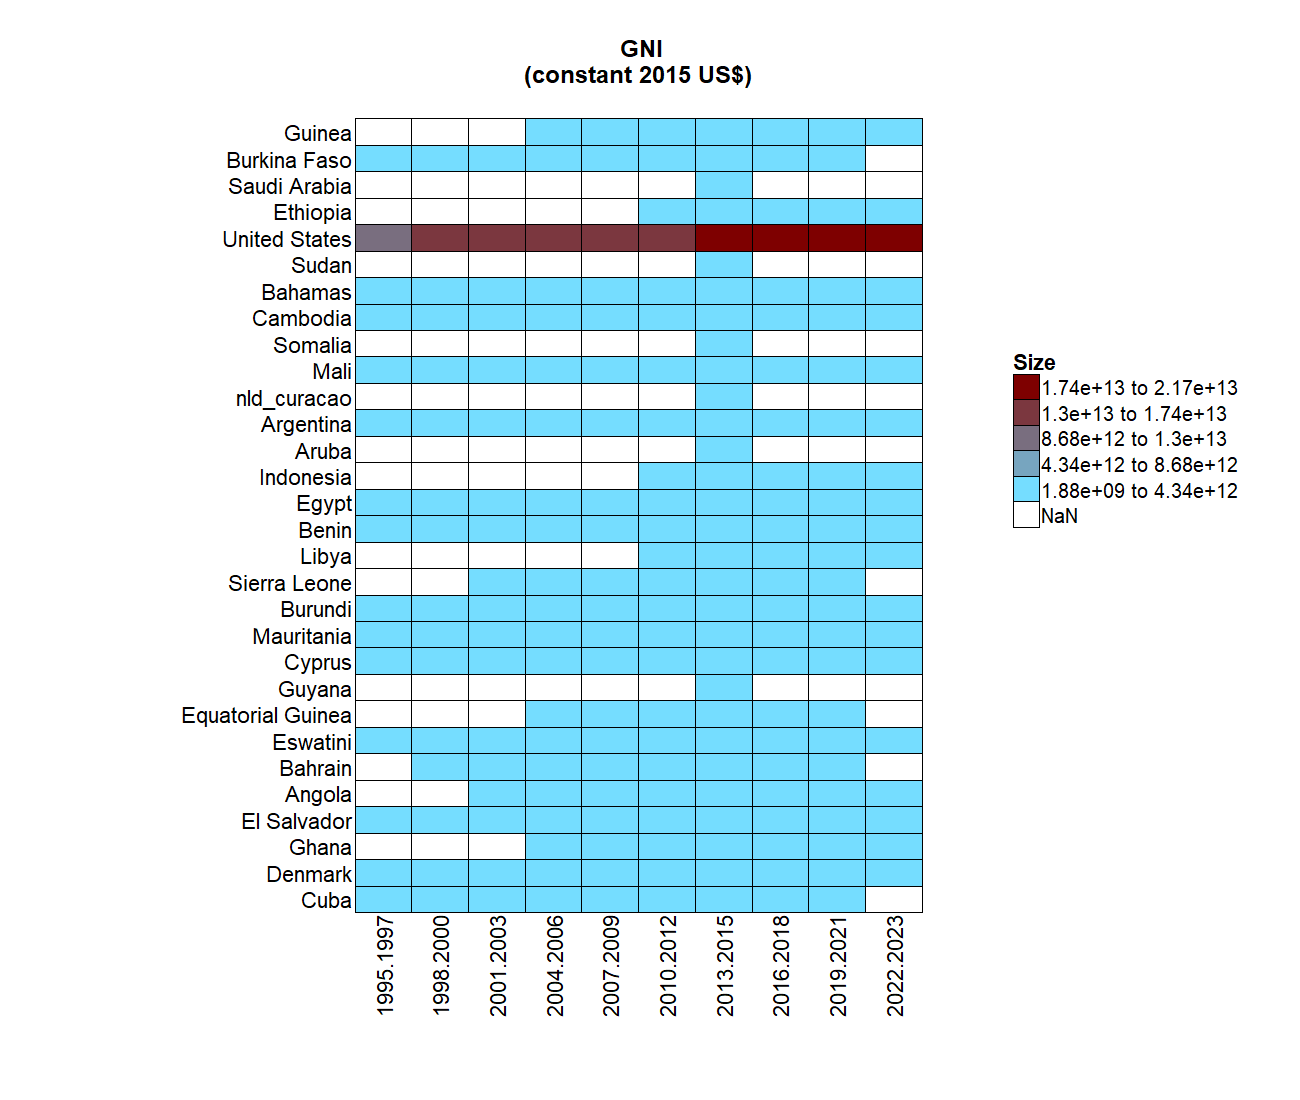 GNI
(constant 2015 US$)
Guinea
Burkina Faso
Saudi Arabia
Ethiopia
United States
Sudan
Bahamas
Cambodia
Somalia
Mali
nld_curacao
Argentina
Aruba
Indonesia
Egypt
Benin
Libya
Sierra Leone
Burundi
Mauritania
Cyprus
Guyana
Equatorial Guinea
Eswatini
Bahrain
Angola
El Salvador
Ghana
Denmark
Cuba
1995.1997
1998.2000
2001.2003
2004.2006
2007.2009
2010.2012
2013.2015
2016.2018
2019.2021
2022.2023
Size
1.74e+13 to 2.17e+13
1.3e+13 to 1.74e+13
8.68e+12 to 1.3e+13
4.34e+12 to 8.68e+12
1.88e+09 to 4.34e+12
NaN